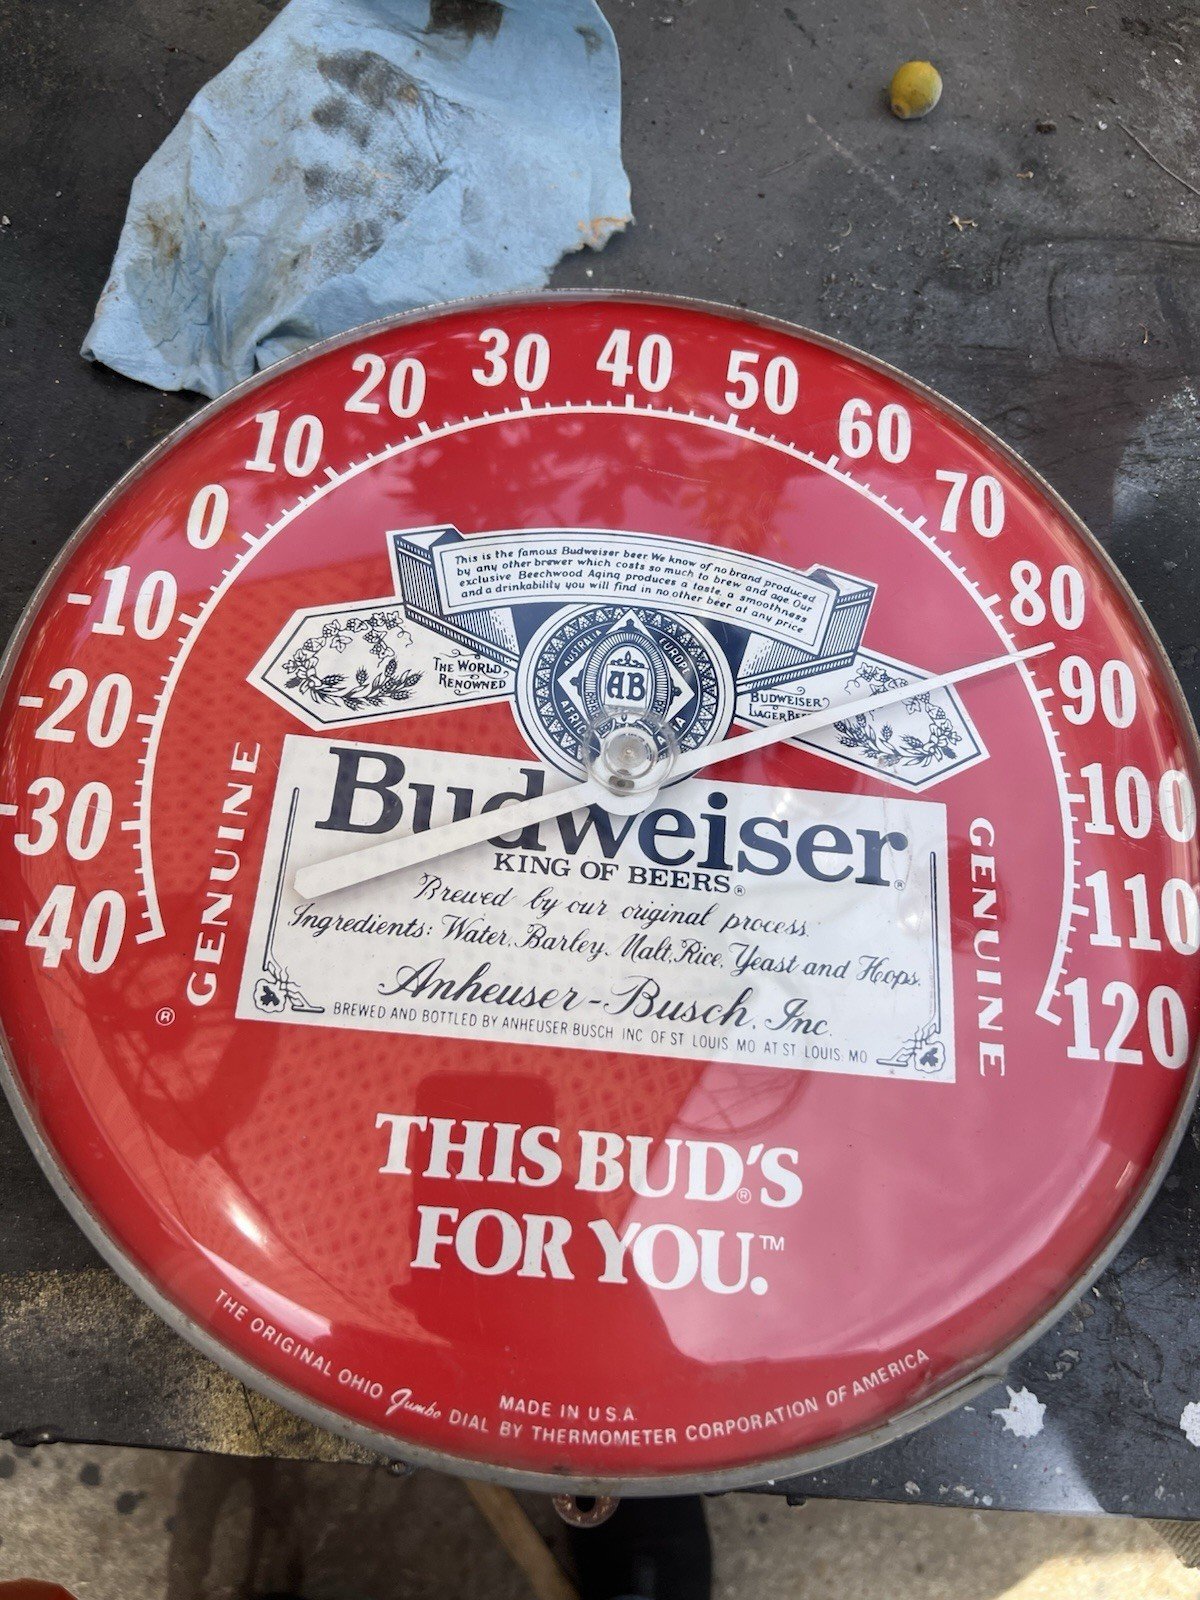 -40
-30
-20
-10
0
10
20
30
40
50
60
70
80
90
100
110
120
This is the famous Budweiser beer. We know of no brand produced
by any other brewer which costs so much to brew and age. Our
exclusive Beechwood Aging produces a taste, a smoothness
and a drinkability you will find in no other beer at any price
THE WORLD
RENOWNED
AUSTRALIA
EUROPA
AFRIC
AB
BUDWEISER
LAGER BE
GENUINE
®
Budweiser®
KING OF BEERS®
Brewed by our original process.
Ingredients: Water, Barley, Malt, Rice, Yeast and Hops.
Anheuser-Busch, Inc.
BREWED AND BOTTLED BY ANHEUSER-BUSCH INC OF ST LOUIS MO AT ST LOUIS MO
GENUINE
THIS BUD'S®
FOR YOU.™
MADE IN U.S.A.
THE ORIGINAL OHIO Jumbo DIAL BY THERMOMETER CORPORATION OF AMERICA